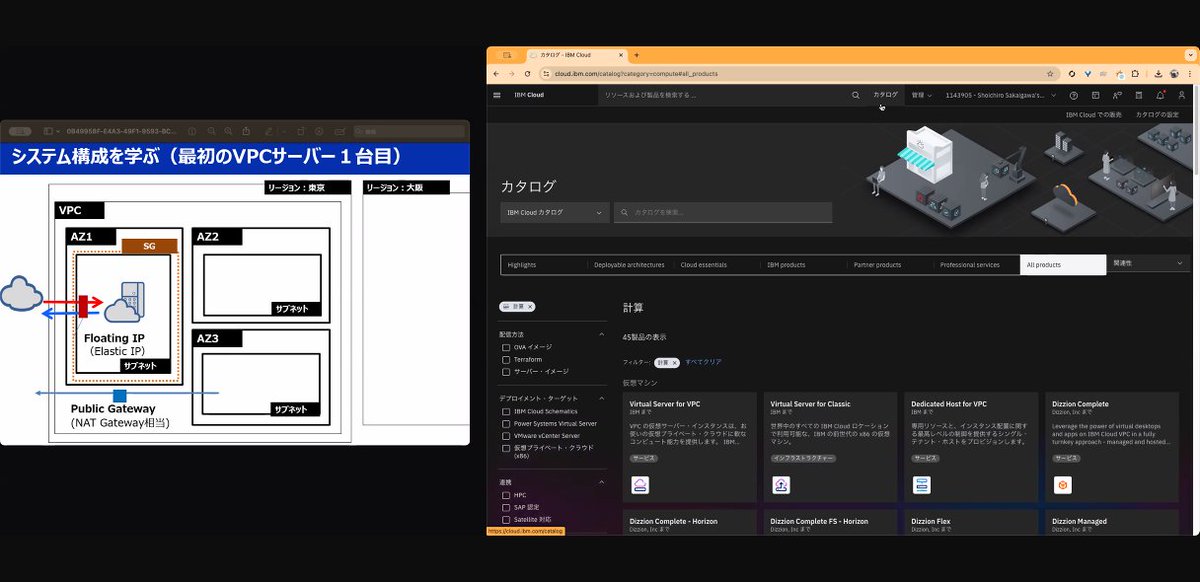 システム構成を学ぶ（最初のVPCサーバー１台目）
リージョン：東京
リージョン：大阪
VPC
AZ1
SG
Floating IP
(Elastic IP)
サブネット
AZ2
サブネット
AZ3
サブネット
Public Gateway
(NAT Gateway相当)
カタログ - IBM Cloud
cloud.ibm.com/catalog?category=compute#all_products
IBM Cloud
リソースおよび製品を検索する...
カタログ
管理
1143905 - Shoichiro Sakaigawa's...
IBM Cloud での販売
カタログの設定
カタログ
IBM Cloud カタログ
カタログを検索...
Highlights
Deployable architectures
Cloud essentials
IBM products
Partner products
Professional services
All products
関連性
計算
配信方法
OVA イメージ
Terraform
サーバー・イメージ
デプロイメント・ターゲット
IBM Cloud Schematics
Power Systems Virtual Server
VMware vCenter Server
仮想プライベート・クラウド
(x86)
連携
HPC
SAP 認定
Satellite 対応
https://cloud.ibm.com/catalog
計算
45製品の表示
フィルター:
計算
すべてクリア
仮想マシン
Virtual Server for VPC
IBM まで
VPC の仮想サーバー・インスタンスは、お
使いの仮想プライベート・クラウドに新た
なコンピュート能力を提供します。IBM...
サービス
Virtual Server for Classic
IBM まで
世界中のすべての IBM Cloud ロケーション
で利用可能な、IBM の前世代の x86 の仮想
マシン。
インフラストラクチャー
Dedicated Host for VPC
IBM まで
専用リソースと、インスタンス配置に関す
る最高レベルの制御を提供するシングル・
テナント・ホストをプロビジョンします。
サービス
Dizzion Complete
Dizzion, Inc まで
Leverage the power of virtual desktops
and apps on IBM Cloud VPC in a fully
turnkey approach - managed and hosted...
サービス
Dizzion Complete - Horizon
Dizzion, Inc まで
Dizzion Complete FS - Horizon
Dizzion, Inc まで
Dizzion Flex
Dizzion, Inc まで
Dizzion Managed
Dizzion, Inc まで